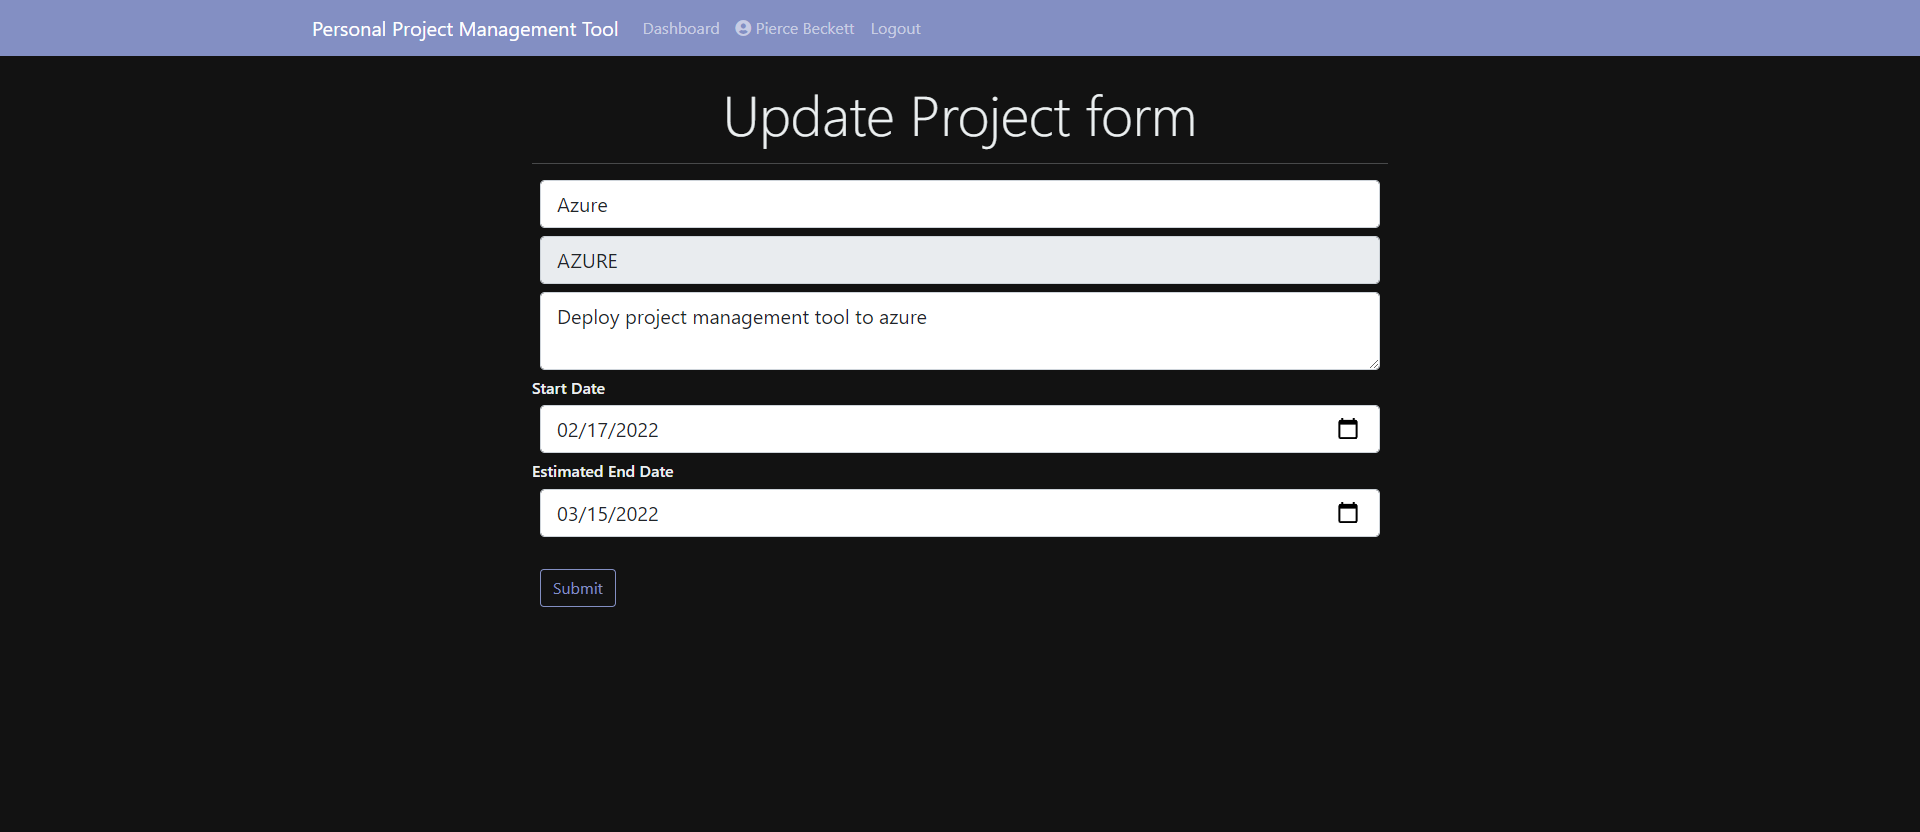 Personal Project Management Tool Dashboard Pierce Beckett Logout
Update Project form
Azure
AZURE
Deploy project management tool to azure
Start Date
02/17/2022
Estimated End Date
03/15/2022
Submit